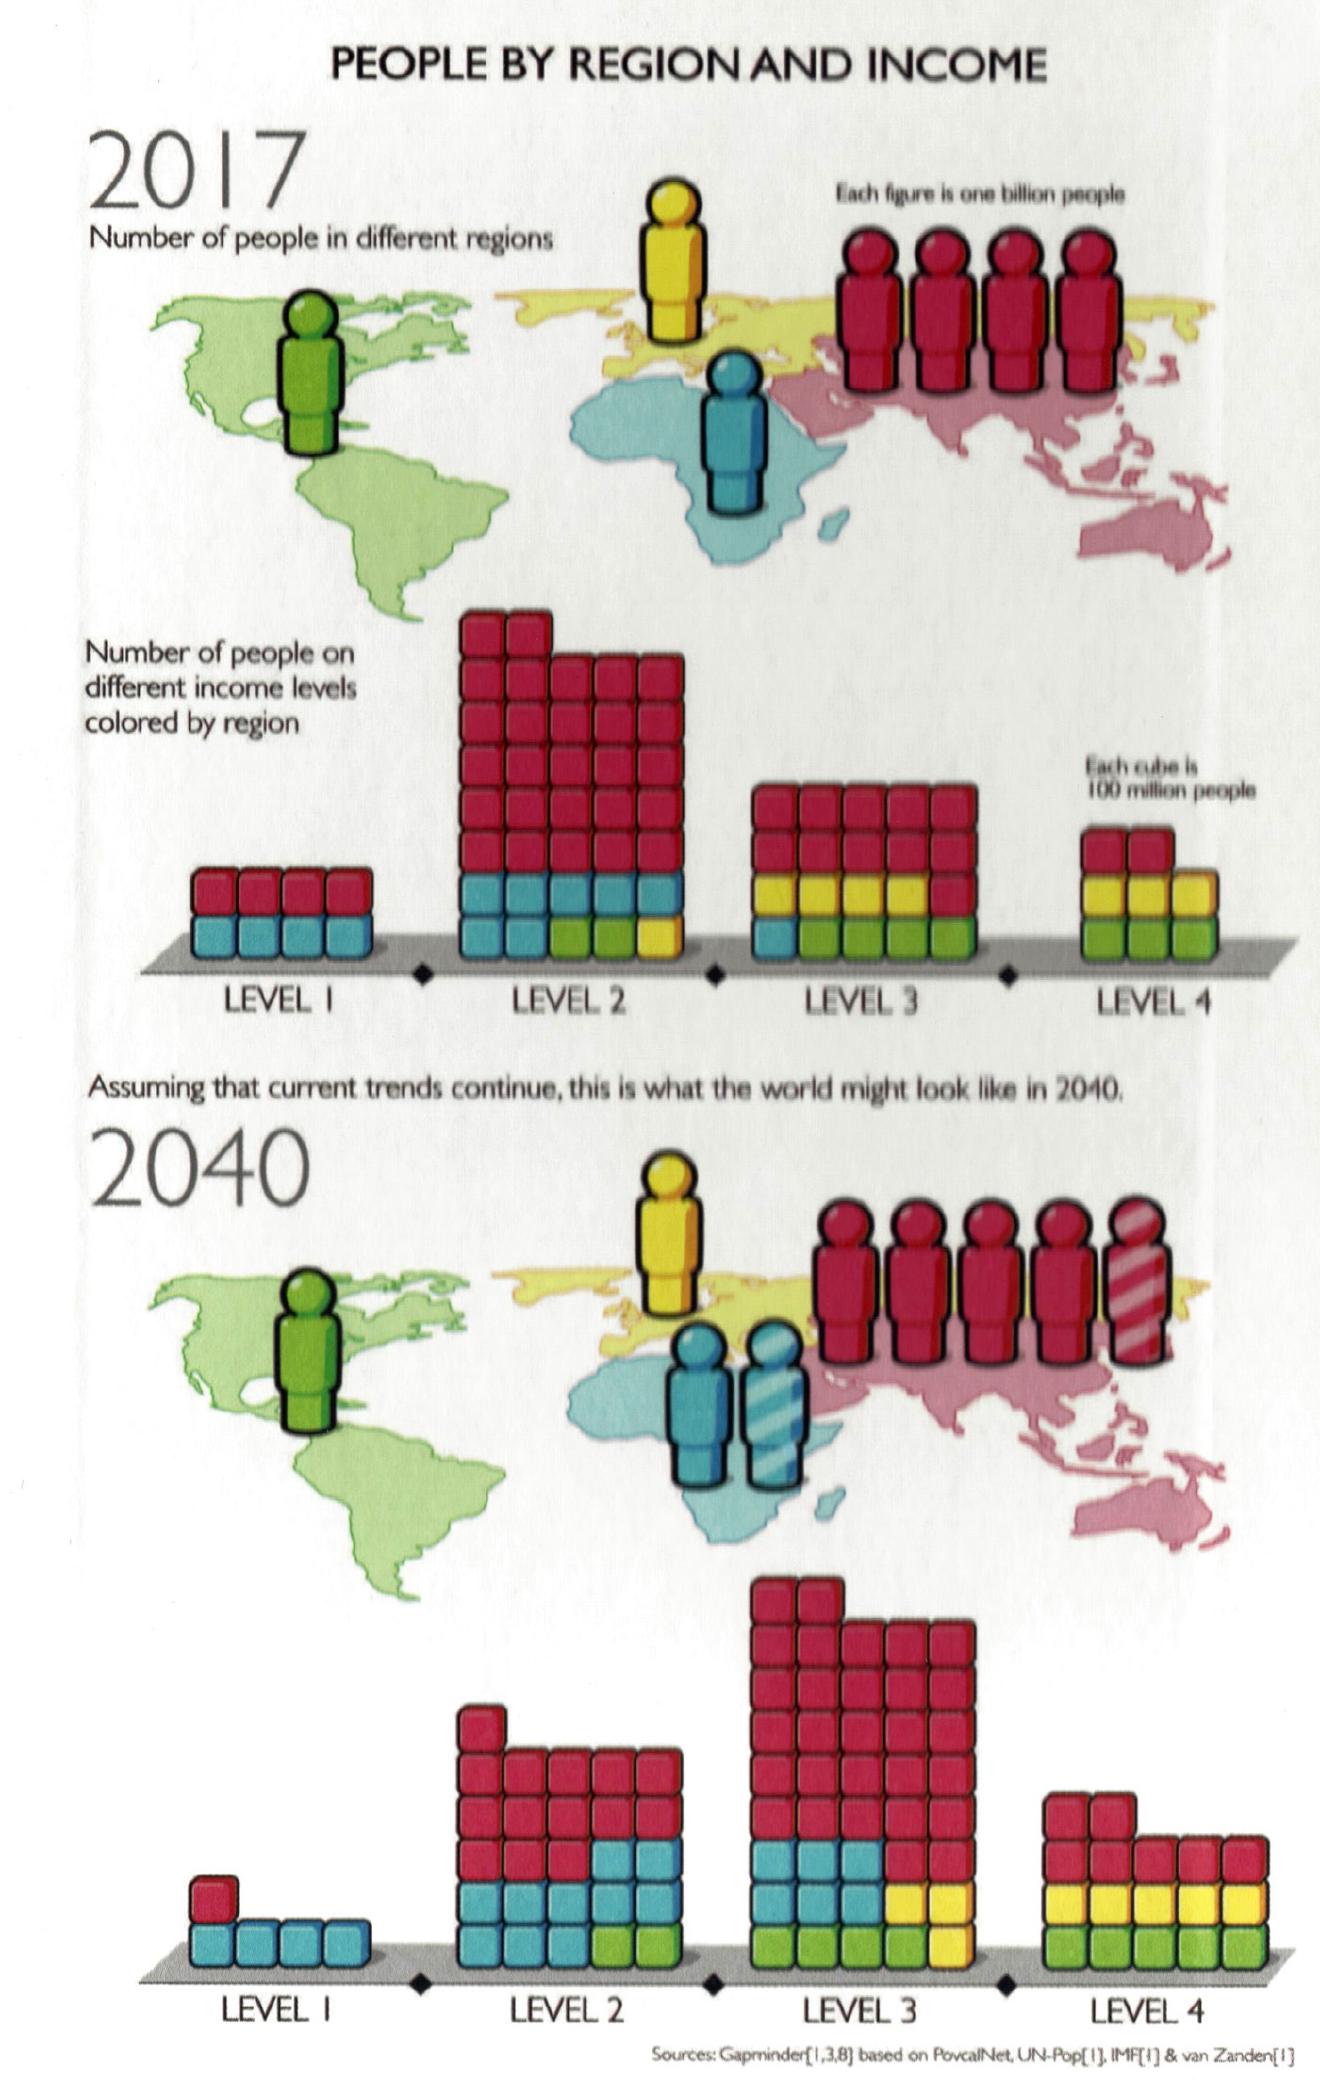 PEOPLE BY REGION AND INCOME
2017
Number of people in different regions
Each figure is one billion people
Number of people on
different income levels
colored by region
Each cube is
100 million people
LEVEL 1
LEVEL 2
LEVEL 3
LEVEL 4
Assuming that current trends continue, this is what the world might look like in 2040.
2040
LEVEL 1
LEVEL 2
LEVEL 3
LEVEL 4
Sources: Gapminder[1,3,8] based on PovcalNet, UN-Pop[1], IMF[1] & van Zanden[1]